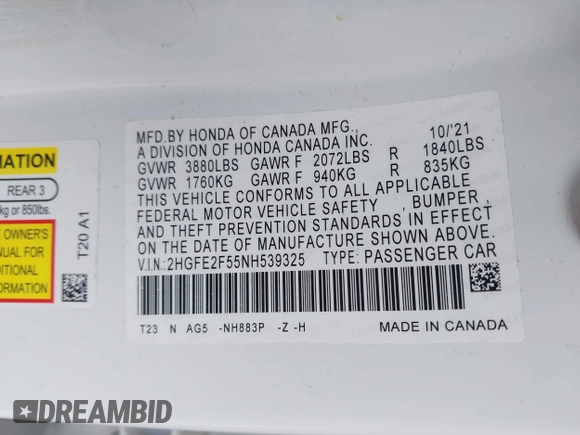 MATION
REAR 3
kg or 850lbs.
E OWNER'S
NUAL FOR
DITIONAL
FORMATION
T20 A1
MFD.BY HONDA OF CANADA MFG., 10/'21
A DIVISION OF HONDA CANADA INC.
GVWR 3880LBS GAWR F 2072LBS R 1840LBS
GVWR 1760KG GAWR F 940KG R 835KG
THIS VEHICLE CONFORMS TO ALL APPLICABLE
FEDERAL MOTOR VEHICLE SAFETY , BUMPER ,
AND THEFT PREVENTION STANDARDS IN EFFECT
ON THE DATE OF MANUFACTURE SHOWN ABOVE.
V.I.N.:2HGFE2F55NH539325 TYPE: PASSENGER CAR
T23 N AG5 -NH883P -Z -H
MADE IN CANADA
DREAMBID